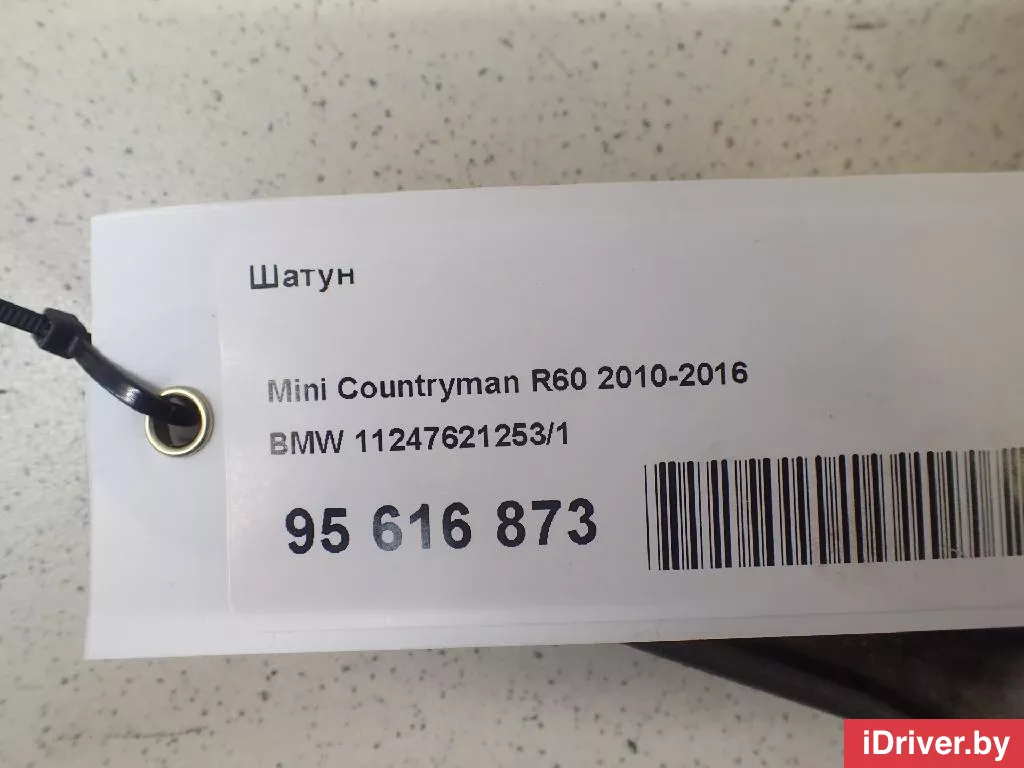 Шатун
Mini Countryman R60 2010-2016
BMW 11247621253/1
95 616 873
iDriver.by